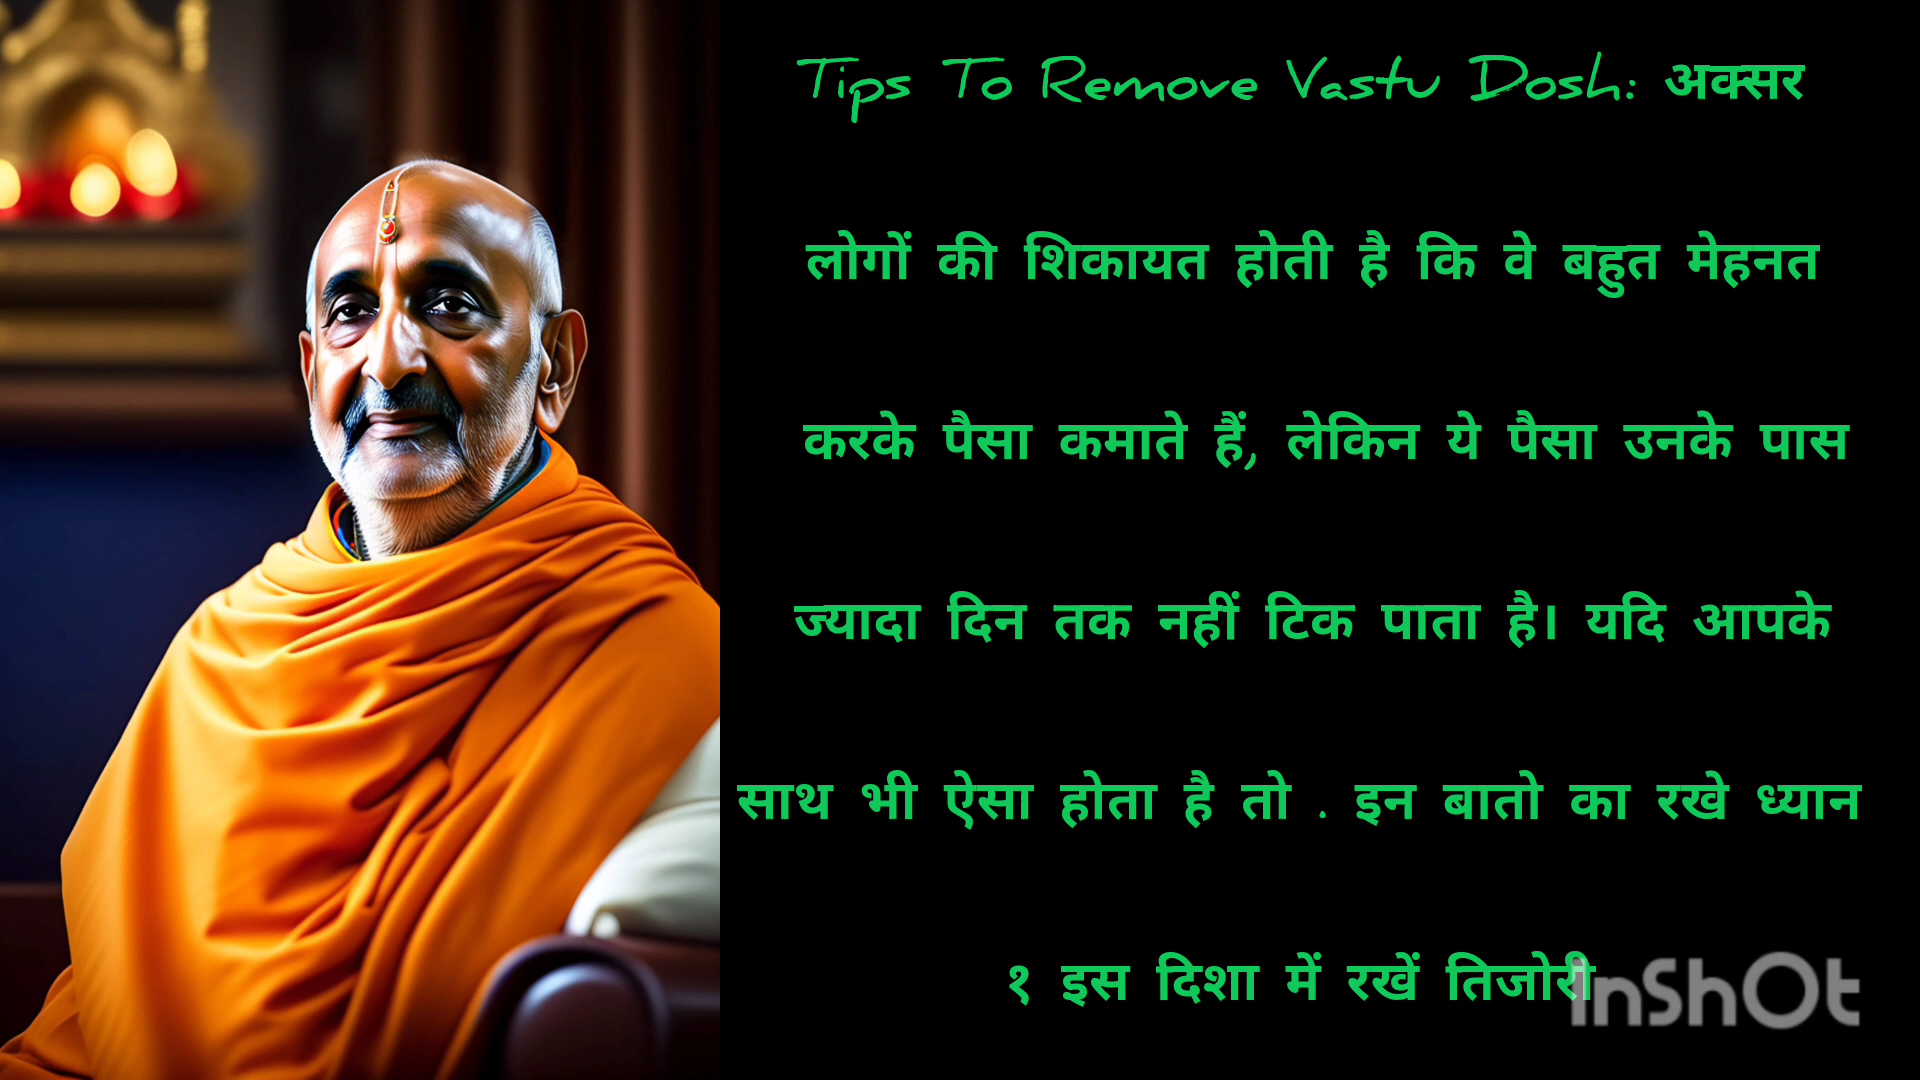 Tips To Remove Vastu Dosh: अक्सर
लोगों की शिकायत होती है कि वे बहुत मेहनत
करके पैसा कमाते हैं, लेकिन ये पैसा उनके पास
ज्यादा दिन तक नहीं टिक पाता है। यदि आपके
साथ भी ऐसा होता है तो . इन बातो का रखे ध्यान
१ इस दिशा में रखें तिजोरी
InShOt